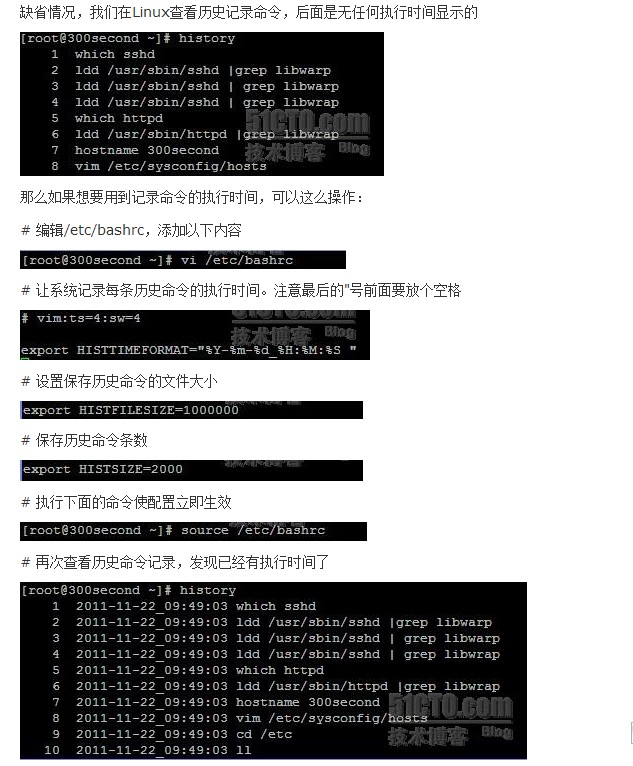 缺省情况，我们在Linux查看历史记录命令，后面是无任何执行时间显示的
[root@300second ~]# history
1 which sshd
2 ldd /usr/sbin/sshd |grep libwarp
3 ldd /usr/sbin/sshd | grep libwarp
4 ldd /usr/sbin/sshd | grep libwrap
5 which httpd
6 ldd /usr/sbin/httpd |grep libwrap
7 hostname 300second
8 vim /etc/sysconfig/hosts
51CTO.com
技术博客 Blog
那么如果想要用到记录命令的执行时间，可以这么操作：
# 编辑/etc/bashrc，添加以下内容
[root@300second ~]# vi /etc/bashrc
# 让系统记录每条历史命令的执行时间。注意最后的"号前面要放个空格
# vim:ts=4:sw=4
技术博客 Blog
export HISTTIMEFORMAT="%Y-%m-%d_%H:%M:%S "
# 设置保存历史命令的文件大小
export HISTFILESIZE=1000000
# 保存历史命令条数
export HISTSIZE=2000
# 执行下面的命令使配置立即生效
[root@300second ~]# source /etc/bashrc
# 再次查看历史命令记录，发现已经有执行时间了
[root@300second ~]# history
1 2011-11-22_09:49:03 which sshd
2 2011-11-22_09:49:03 ldd /usr/sbin/sshd |grep libwarp
3 2011-11-22_09:49:03 ldd /usr/sbin/sshd | grep libwarp
4 2011-11-22_09:49:03 ldd /usr/sbin/sshd | grep libwrap
5 2011-11-22_09:49:03 which httpd
6 2011-11-22_09:49:03 ldd /usr/sbin/httpd |grep libwrap
7 2011-11-22_09:49:03 hostname 300second
8 2011-11-22_09:49:03 vim /etc/sysconfig/hosts
9 2011-11-22_09:49:03 cd /etc
10 2011-11-22_09:49:03 ll
51CTO.com
技术博客 Blog